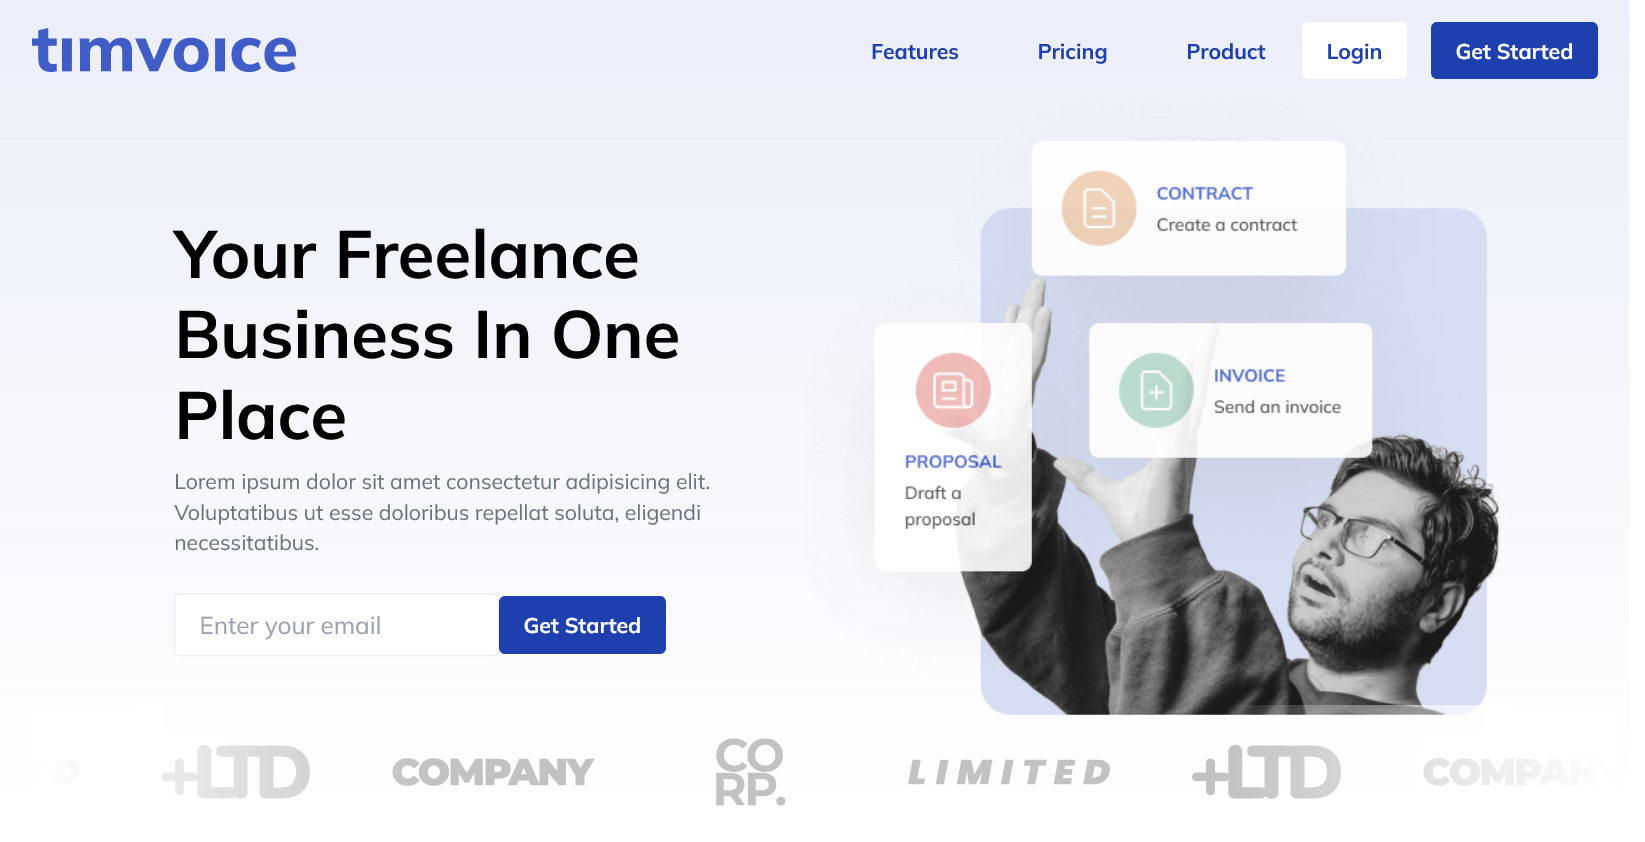 timvoice
Features Pricing Product Login Get Started
Your Freelance
Business In One
Place
Lorem ipsum dolor sit amet consectetur adipisicing elit.
Voluptatibus ut esse doloribus repellat soluta, eligendi
necessitatibus.
Enter your email Get Started
CONTRACT
Create a contract
PROPOSAL
Draft a
proposal
INVOICE
Send an invoice
D +LTD COMPANY CO
RP. LIMITED +LTD COMPAN